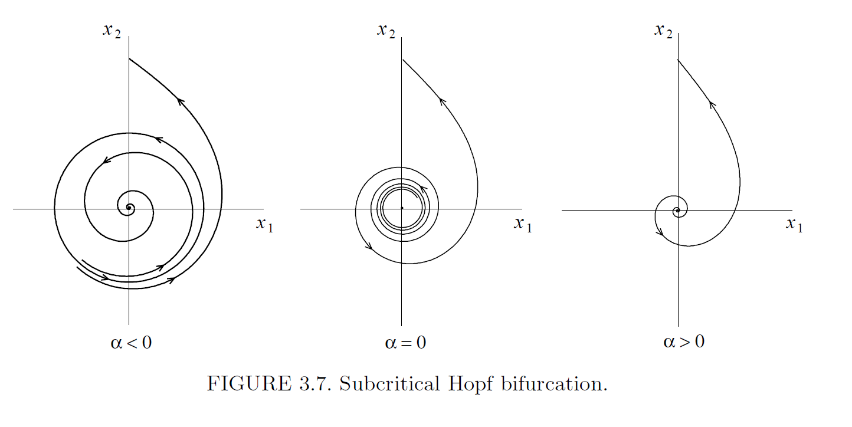 x2 x2 x2
x1 x1 x1
α < 0 α = 0 α > 0
FIGURE 3.7. Subcritical Hopf bifurcation.